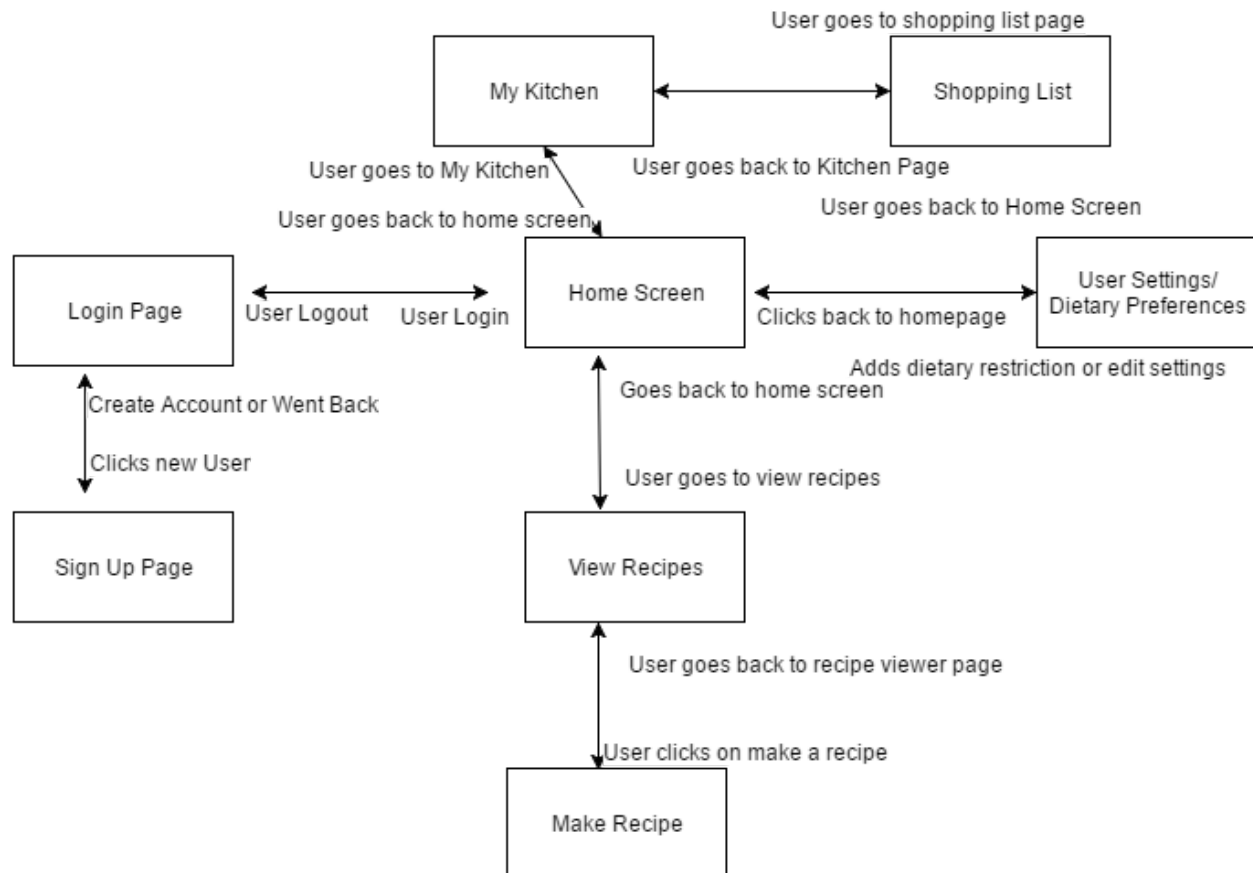 User goes to shopping list page
My Kitchen
Shopping List
User goes to My Kitchen
User goes back to Kitchen Page
User goes back to home screen
User goes back to Home Screen
Login Page
User Logout
User Login
Home Screen
Clicks back to homepage
User Settings/
Dietary Preferences
Adds dietary restriction or edit settings
Create Account or Went Back
Goes back to home screen
Clicks new User
User goes to view recipes
Sign Up Page
View Recipes
User goes back to recipe viewer page
User clicks on make a recipe
Make Recipe